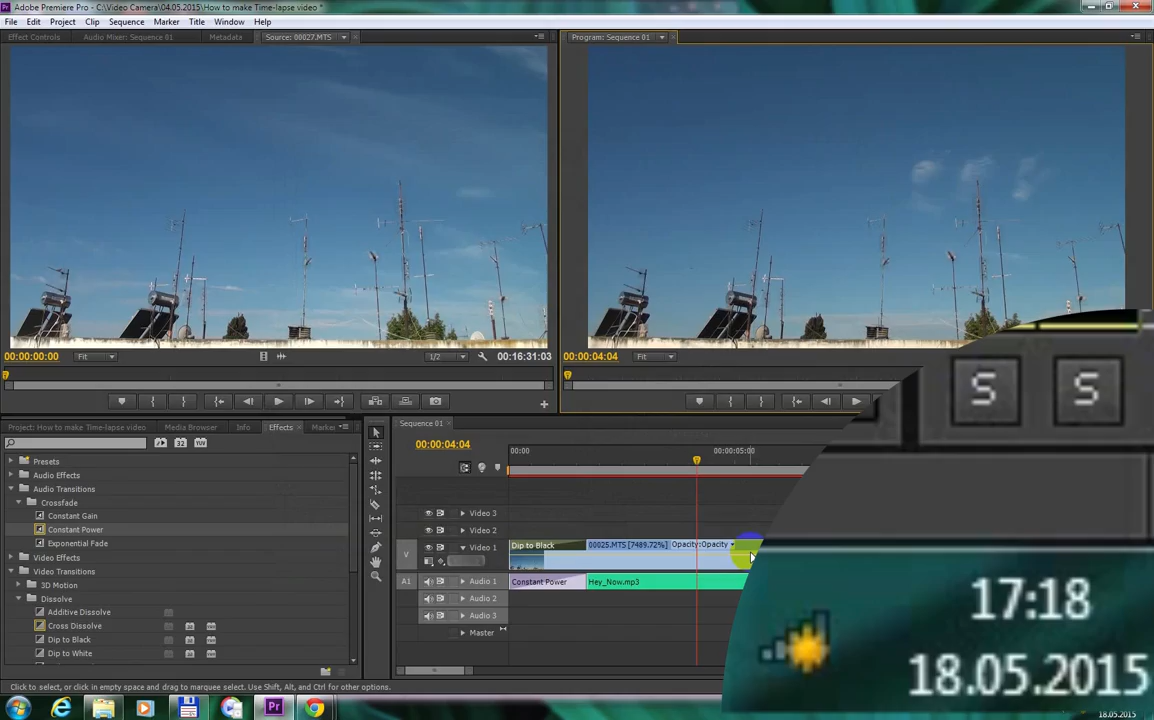 Adobe Premiere Pro - C:\Video Camera\04.05.2015\How to make Time-lapse video *
File Edit Project Clip Sequence Marker Title Window Help
Effect Controls Audio Mixer: Sequence 01 Metadata Source: 00027.MTS
Program: Sequence 01
00:00:00:00 Fit 1/2 00:16:31:03
00:00:04:04 Fit
S S
Project: How to make Time-lapse video Media Browser Info Effects Marke
Sequence 01
00:00:04:04
00:00 00:00:05:00
32 YUV
Presets
Audio Effects
Audio Transitions
Crossfade
Constant Gain
Constant Power
Exponential Fade
Video Effects
Video Transitions
3D Motion
Dissolve
Additive Dissolve
Cross Dissolve
Dip to Black
Dip to White
Video 3
Video 2
V Video 1 Dip to Black 00025.MTS [7489.72%] Opacity:Opacity
A1 Audio 1 Constant Power Hey_Now.mp3
Audio 2
Audio 3
Master
Click to select, or click in empty space and drag to marquee select. Use Shift, Alt, and Ctrl for other options.
Pr
17:18
18.05.2015
18.05.2015